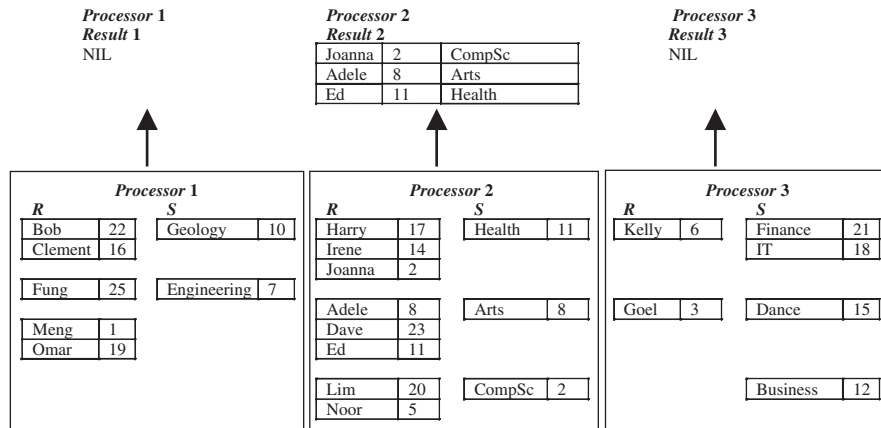 Processor 1
Result 1
NIL
Processor 2
Result 2
Joanna 2 CompSc
Adele 8 Arts
Ed 11 Health
Processor 3
Result 3
NIL
Processor 1
R S
Bob 22 Geology 10
Clement 16
Fung 25 Engineering 7
Meng 1
Omar 19
Processor 2
R S
Harry 17 Health 11
Irene 14
Joanna 2
Adele 8 Arts 8
Dave 23
Ed 11
Lim 20 CompSc 2
Noor 5
Processor 3
R S
Kelly 6 Finance 21
IT 18
Goel 3 Dance 15
Business 12